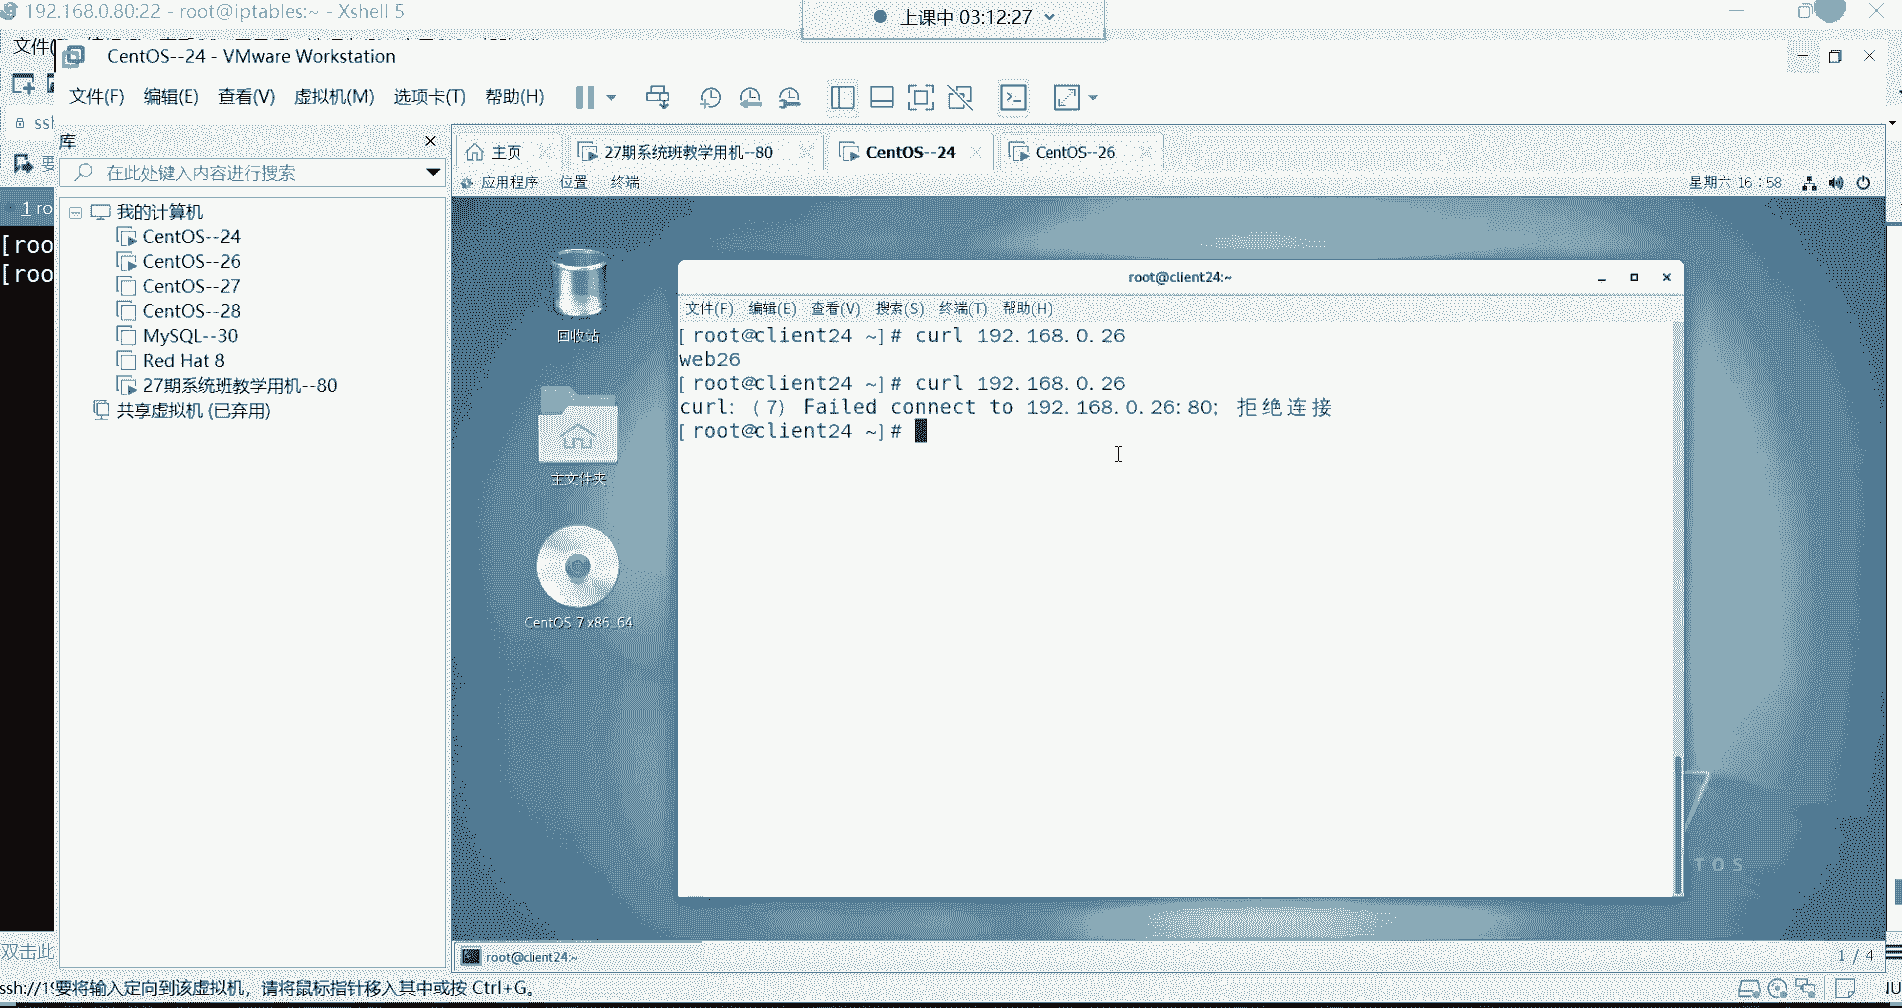 192.168.0.80:22 - root@iptables:~ - Xshell 5
上课中 03:12:27
文件(
CentOS--24 - VMware Workstation
文件(F) 编辑(E) 查看(V) 虚拟机(M) 选项卡(T) 帮助(H)
ssh
库
主页
27期系统班教学用机--80
CentOS--24
CentOS--26
要
在此处键入内容进行搜索
应用程序 位置 终端
星期六 16:58
1 ro
[roo
[roo
我的计算机
CentOS--24
CentOS--26
CentOS--27
CentOS--28
MySQL--30
Red Hat 8
27期系统班教学用机--80
共享虚拟机 (已弃用)
回收站
主文件夹
CentOS 7 x86_64
root@client24:~
文件(F) 编辑(E) 查看(V) 搜索(S) 终端(T) 帮助(H)
[root@client24 ~]# curl 192.168.0.26
web26
[root@client24 ~]# curl 192.168.0.26
curl: (7) Failed connect to 192.168.0.26:80; 拒绝连接
[root@client24 ~]#
7
TOS
双击此
root@client24:~
1 / 4
ssh://19
要将输入定向到该虚拟机，请将鼠标指针移入其中或按 Ctrl+G。